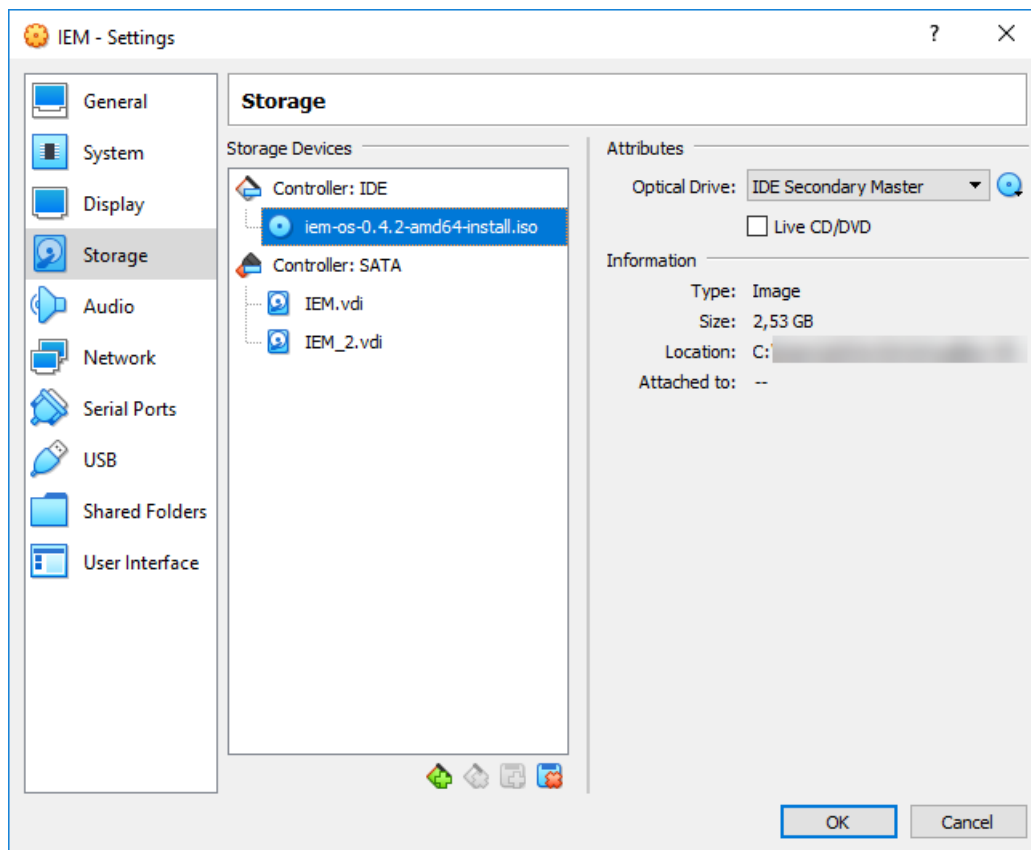 IEM - Settings
?
General
System
Display
Storage
Audio
Network
Serial Ports
USB
Shared Folders
User Interface
Storage
Storage Devices
Controller: IDE
iem-os-0.4.2-amd64-install.iso
Controller: SATA
IEM.vdi
IEM_2.vdi
Attributes
Optical Drive: IDE Secondary Master
Live CD/DVD
Information
Type: Image
Size: 2,53 GB
Location: C:
Attached to: --
OK
Cancel